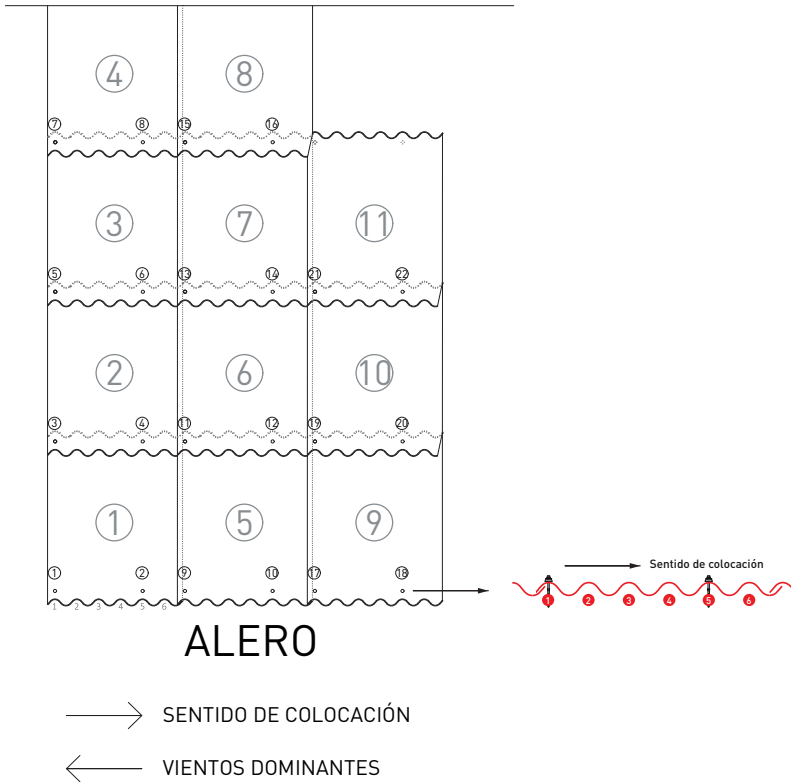 4 8
7 8 15 16
3 7 11
5 6 13 14 21 22
2 6 10
3 4 11 12 19 20
1 5 9
1 2 9 10 17 18
1 2 3 4 5 6
Sentido de colocación
1 2 3 4 5 6
ALERO
SENTIDO DE COLOCACIÓN
VIENTOS DOMINANTES